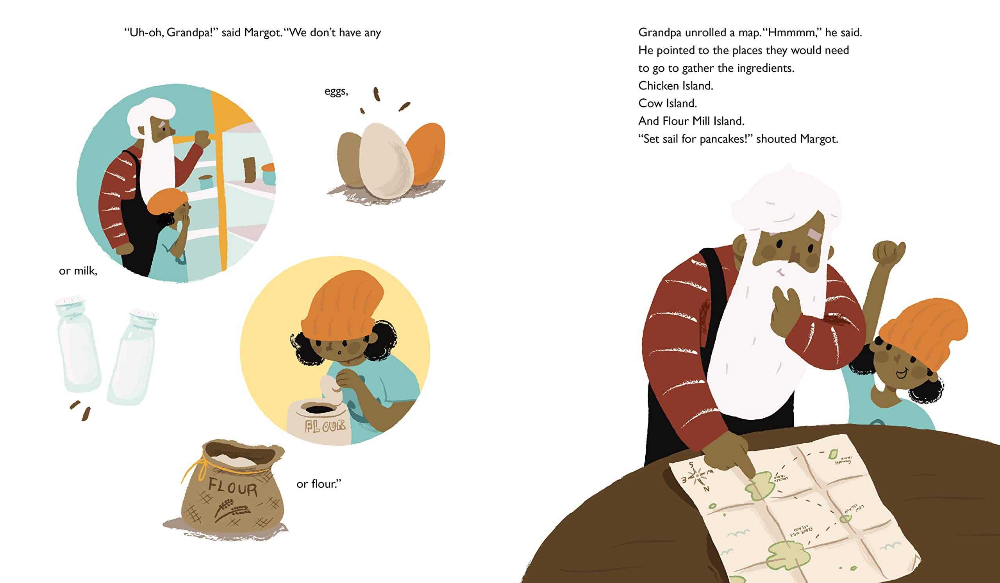 “Uh-oh, Grandpa!” said Margot. “We don’t have any
eggs,
or milk,
FLOUR
FLOUR
or flour.”
Grandpa unrolled a map. “Hmmmm,” he said.
He pointed to the places they would need
to go to gather the ingredients.
Chicken Island.
Cow Island.
And Flour Mill Island.
“Set sail for pancakes!” shouted Margot.
GRANDPA'S
ISLAND
S
W
E
N
CHICKEN
ISLAND
COW
ISLAND
FLOUR MILL
ISLAND